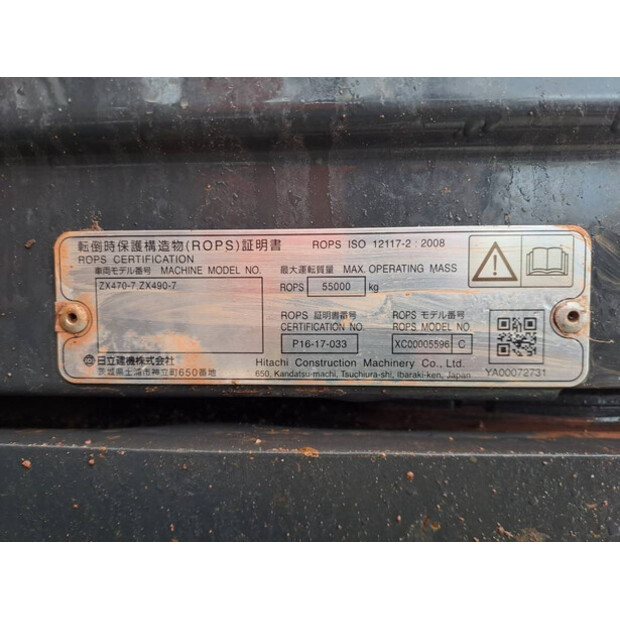 転倒時保護構造物(ROPS)証明書 ROPS ISO 12117-2 : 2008
ROPS CERTIFICATION
車両モデル番号 MACHINE MODEL NO.
ZX470-7,ZX490-7
最大運転質量 MAX. OPERATING MASS
ROPS 55000 kg
ROPS 証明書番号 ROPS モデル番号
CERTIFICATION NO. ROPS MODEL NO.
P16-17-033 XC00005596 C
日立建機株式会社
茨城県土浦市神立町650番地
Hitachi Construction Machinery Co., Ltd.
650, Kandatsu-machi, Tsuchiura-shi, Ibaraki-ken, Japan
YA00072731